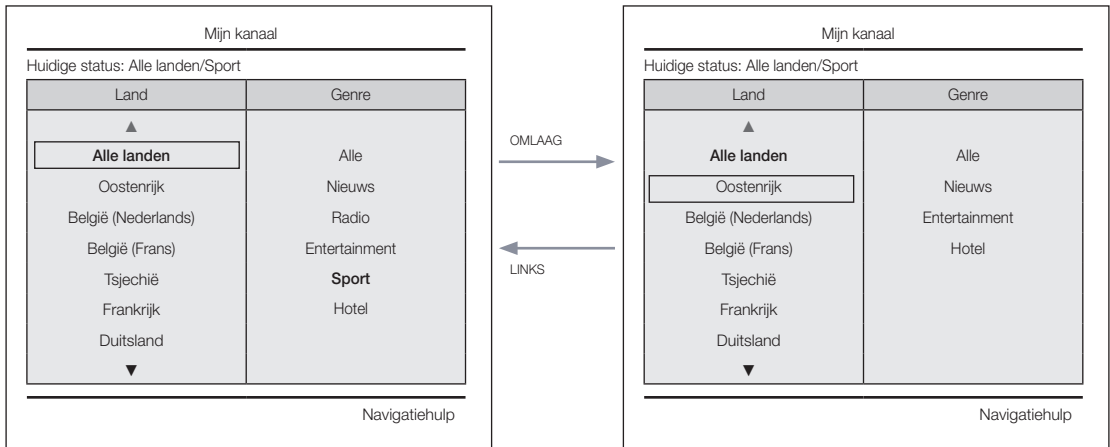 Mijn kanaal
Huidige status: Alle landen/Sport
Land Genre
▲
Alle landen Alle
Oostenrijk Nieuws
België (Nederlands) Radio
België (Frans) Entertainment
Tsjechië Sport
Frankrijk Hotel
Duitsland
▼
Navigatiehulp
OMLAAG
LINKS
Mijn kanaal
Huidige status: Alle landen/Sport
Land Genre
▲
Alle landen Alle
Oostenrijk Nieuws
België (Nederlands) Entertainment
België (Frans) Hotel
Tsjechië
Frankrijk
Duitsland
▼
Navigatiehulp